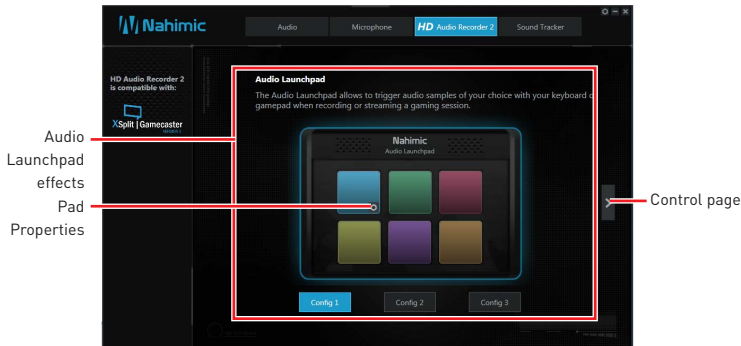 Nahimic
Audio
Microphone
HD Audio Recorder 2
Sound Tracker
HD Audio Recorder 2
is compatible with:
XSplit | Gamecaster
Audio Launchpad
The Audio Launchpad allows to trigger audio samples of your choice with your keyboard o
gamepad when recording or streaming a gaming session.
Nahimic
Audio Launchpad
Audio
Launchpad
effects
Pad
Properties
Control page
Config 1
Config 2
Config 3